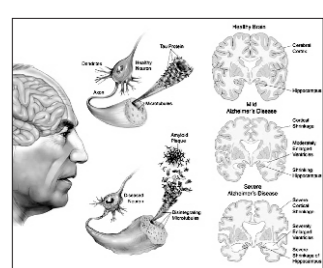 Healthy Brain
Tau Protein
Dendrites
Healthy
Neuron
Cerebral
Cortex
Axon
Microtubules
Hippocampus
Mild
Alzheimer's Disease
Cortical
Shrinkage
Amyloid
Plaque
Moderately
Enlarged
Ventricles
Shrinking
Hippocampus
Severe
Alzheimer's Disease
Diseased
Neuron
Disintegrating
Microtubules
Severe
Cortical
Shrinkage
Severely
Enlarged
Ventricles
Severe
Shrinkage of
Hippocampus